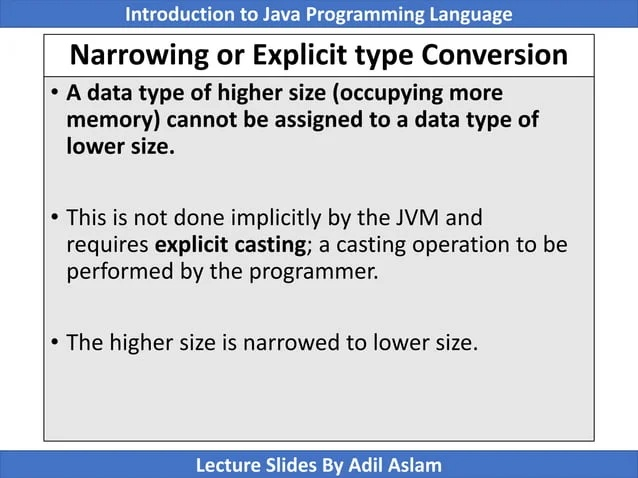 Introduction to Java Programming Language
Narrowing or Explicit type Conversion
• A data type of higher size (occupying more
memory) cannot be assigned to a data type of
lower size.
• This is not done implicitly by the JVM and
requires explicit casting; a casting operation to be
performed by the programmer.
• The higher size is narrowed to lower size.
Lecture Slides By Adil Aslam